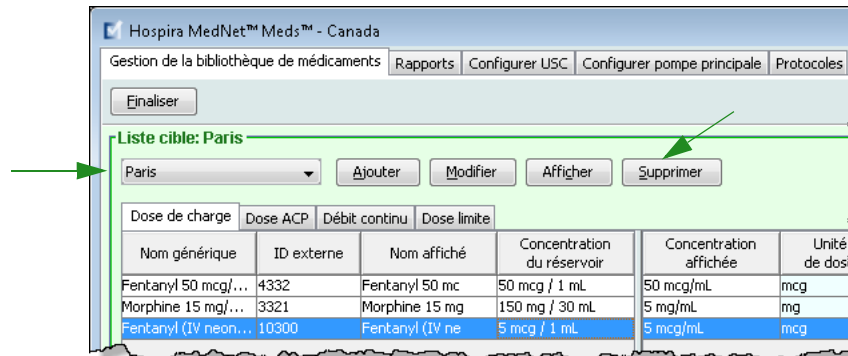 Hospira MedNet™ Meds™ - Canada
Gestion de la bibliothèque de médicaments Rapports Configurer USC Configurer pompe principale Protocoles
Finaliser
Liste cible: Paris
Paris Ajouter Modifier Afficher Supprimer
Dose de charge Dose ACP Débit continu Dose limite
Nom générique ID externe Nom affiché Concentration du réservoir Concentration affichée Unité de dos
Fentanyl 50 mcg/... 4332 Fentanyl 50 mc 50 mcg / 1 mL 50 mcg/mL mcg
Morphine 15 mg/... 3321 Morphine 15 mg 150 mg / 30 mL 5 mg/mL mg
Fentanyl (IV neon... 10300 Fentanyl (IV ne 5 mcg / 1 mL 5 mcg/mL mcg